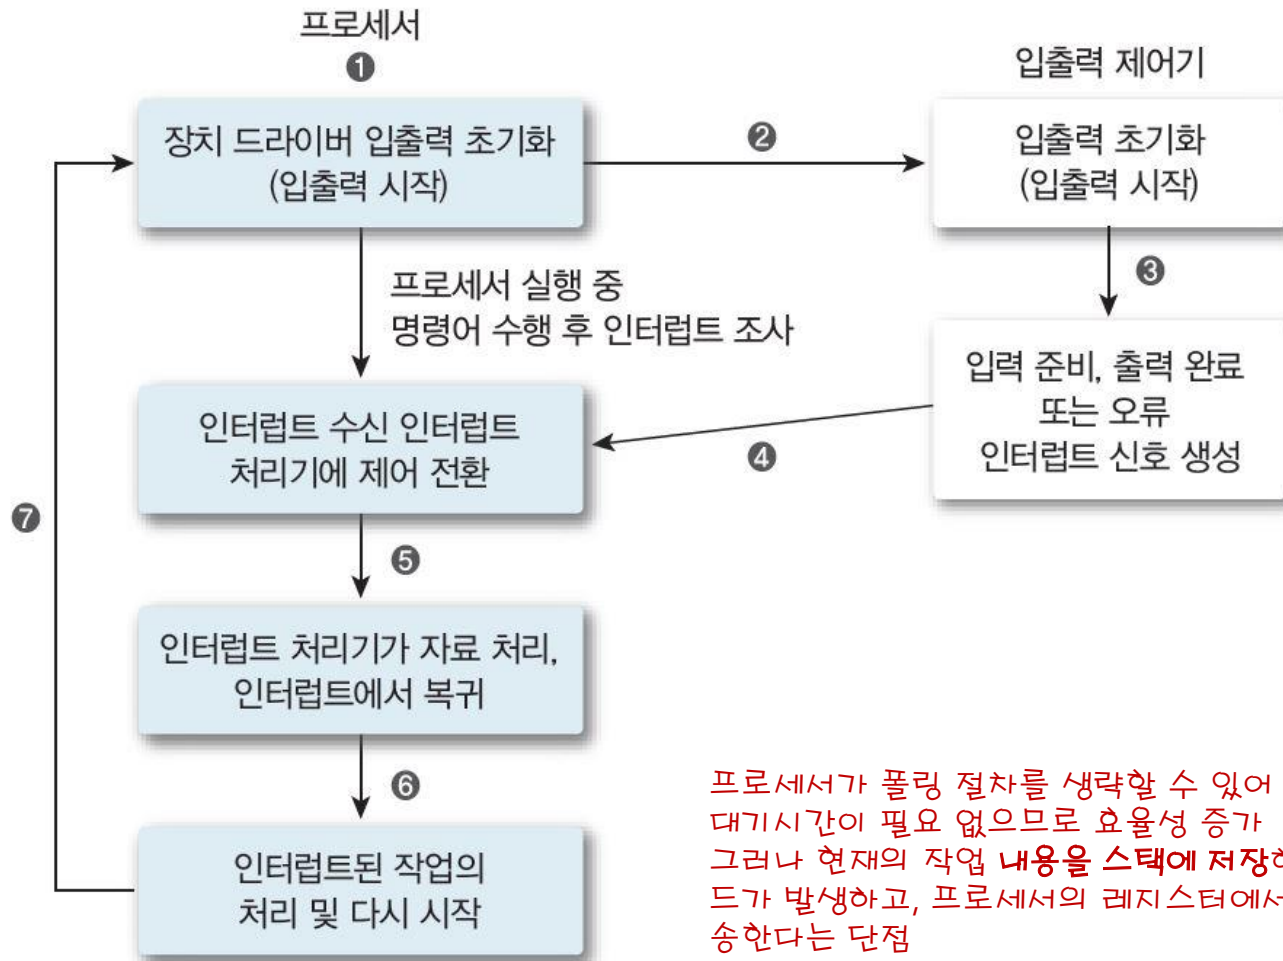 프로세서
❶
장치 드라이버 입출력 초기화
(입출력 시작)
❷
입출력 제어기
입출력 초기화
(입출력 시작)
❸
프로세서 실행 중
명령어 수행 후 인터럽트 조사
입력 준비, 출력 완료
또는 오류
인터럽트 신호 생성
❹
인터럽트 수신 인터럽트
처리기에 제어 전환
❼
❺
인터럽트 처리기가 자료 처리,
인터럽트에서 복귀
❻
인터럽트된 작업의
처리 및 다시 시작
프로세서가 폴링 절차를 생략할 수 있어
대기시간이 필요 없으므로 효율성 증가
그러나 현재의 작업 내용을 스택에 저장
드가 발생하고, 프로세서의 레지스터에서
송한다는 단점